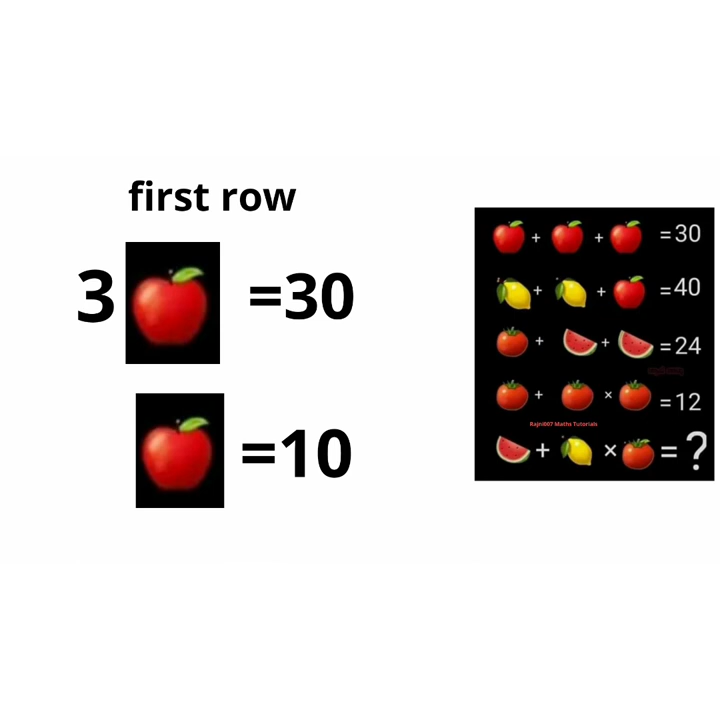 first row
3 =30
=10
+ + =30
+ + =40
+ + =24
+ × =12
Rajni007 Maths Tutorials
+ × = ?